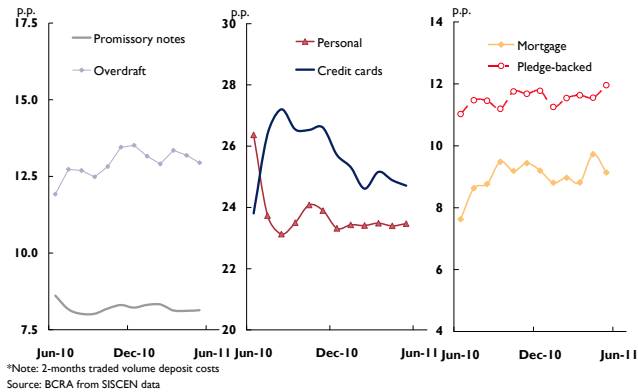 p.p.
17.5
15.0
12.5
10.0
7.5
Promissory notes
Overdraft
Jun-10 Dec-10 Jun-11
p.p.
30
28
26
24
22
20
Personal
Credit cards
Jun-10 Dec-10 Jun-11
p.p.
14
12
10
8
6
4
Mortgage
Pledge-backed
Jun-10 Dec-10 Jun-11
*Note: 2-months traded volume deposit costs
Source: BCRA from SISCEN data